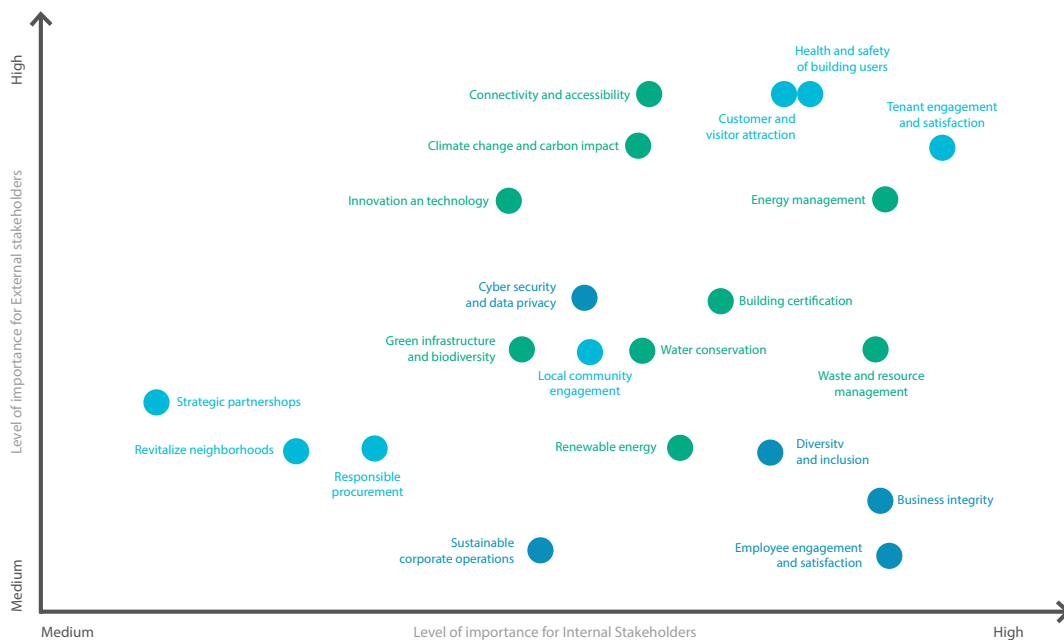 High
Level of importance for External stakeholders
Medium
Health and safety
of building users
Connectivity and accessibility
Customer and
visitor attraction
Tenant engagement
and satisfaction
Climate change and carbon impact
Innovation an technology
Energy management
Cyber security
and data privacy
Building certification
Green infrastructure
and biodiversity
Local community
engagement
Water conservation
Waste and resource
management
Strategic partnershops
Revitalize neighborhoods
Responsible
procurement
Renewable energy
Diversitv
and inclusion
Business integrity
Sustainable
corporate operations
Employee engagement
and satisfaction
Medium
Level of importance for Internal Stakeholders
High